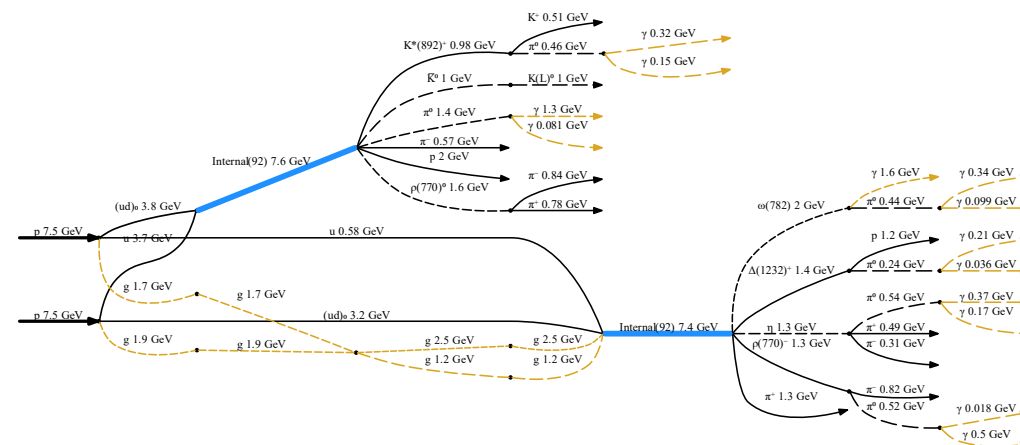 K⁺ 0.51 GeV
K*(892)⁺ 0.98 GeV
π⁰ 0.46 GeV
γ 0.32 GeV
γ 0.15 GeV
K̄⁰ 1 GeV
K(L)⁰ 1 GeV
π⁰ 1.4 GeV
γ 1.3 GeV
γ 0.081 GeV
π⁻ 0.57 GeV
p 2 GeV
Internal(92) 7.6 GeV
ρ(770)⁰ 1.6 GeV
π⁻ 0.84 GeV
π⁺ 0.78 GeV
γ 1.6 GeV
γ 0.34 GeV
ω(782) 2 GeV
π⁰ 0.44 GeV
γ 0.099 GeV
(ud)₀ 3.8 GeV
p 7.5 GeV
u 3.7 GeV
u 0.58 GeV
p 1.2 GeV
γ 0.21 GeV
Δ(1232)⁺ 1.4 GeV
π⁰ 0.24 GeV
γ 0.036 GeV
g 1.7 GeV
g 1.7 GeV
π⁰ 0.54 GeV
γ 0.37 GeV
γ 0.17 GeV
p 7.5 GeV
(ud)₀ 3.2 GeV
Internal(92) 7.4 GeV
η 1.3 GeV
π⁺ 0.49 GeV
π⁻ 0.31 GeV
g 1.9 GeV
g 1.9 GeV
g 2.5 GeV
g 2.5 GeV
ρ(770)⁻ 1.3 GeV
g 1.2 GeV
g 1.2 GeV
π⁺ 1.3 GeV
π⁻ 0.82 GeV
π⁰ 0.52 GeV
γ 0.018 GeV
γ 0.5 GeV